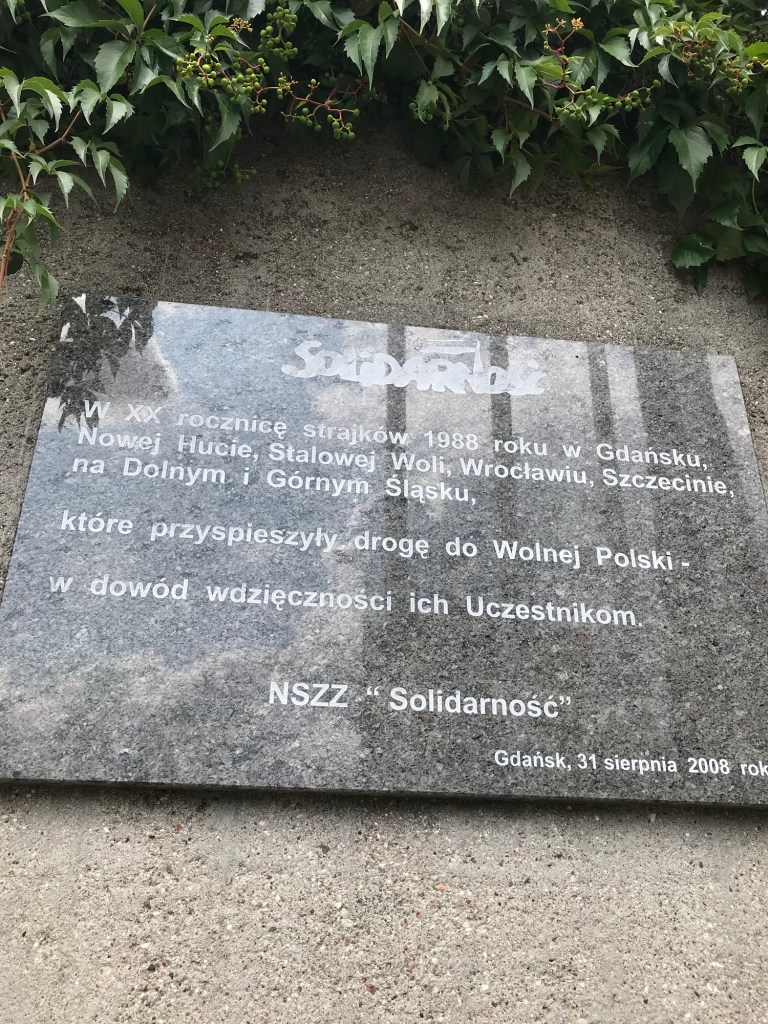 SOLIDARNOŚĆ
W XX rocznicę strajków 1988 roku w Gdańsku,
Nowej Hucie, Stalowej Woli, Wrocławiu, Szczecinie,
na Dolnym i Górnym Śląsku,
które przyspieszyły drogę do Wolnej Polski -
w dowód wdzięczności ich Uczestnikom.
NSZZ “ Solidarność”
Gdańsk, 31 sierpnia 2008 rok